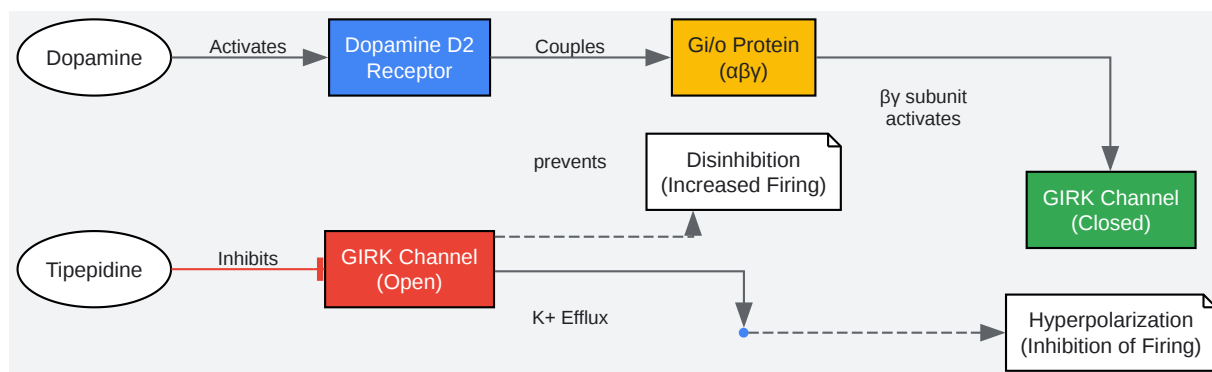 Dopamine
Activates
Dopamine D2
Receptor
Couples
Gi/o Protein
(αβγ)
βγ subunit
activates
GIRK Channel
(Closed)
prevents
Disinhibition
(Increased Firing)
Tipepidine
Inhibits
GIRK Channel
(Open)
K+ Efflux
Hyperpolarization
(Inhibition of Firing)